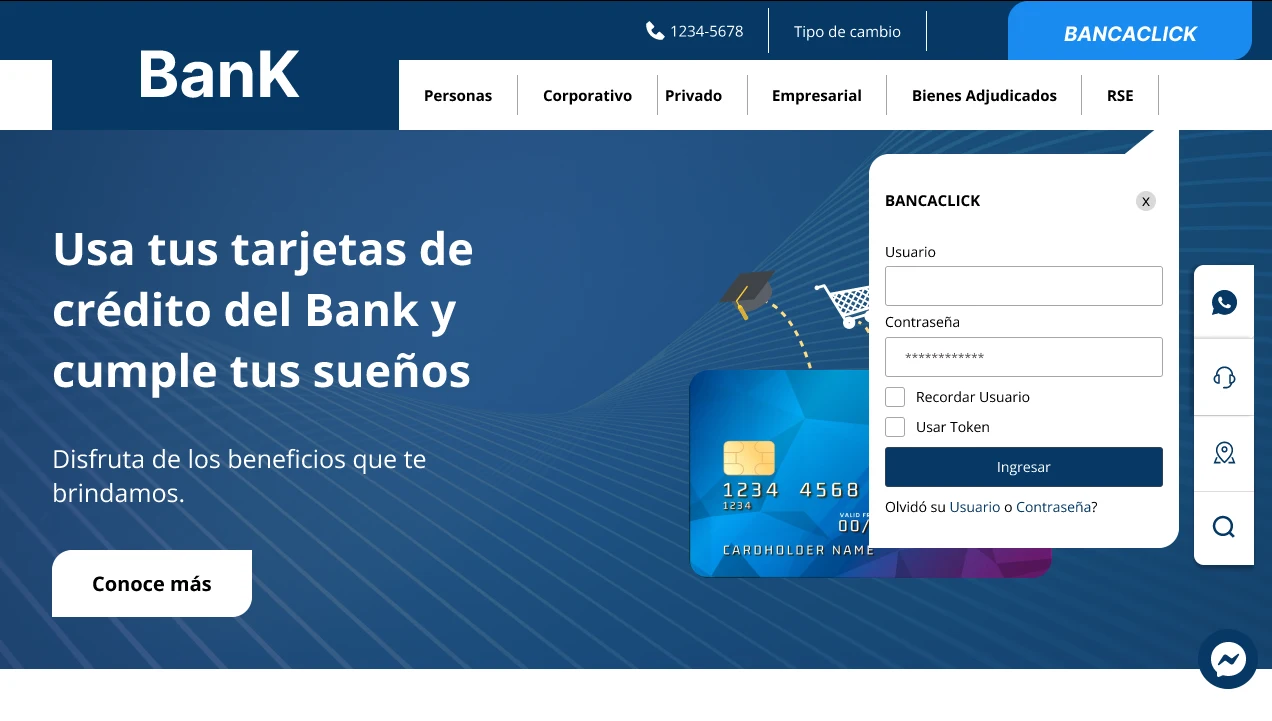 1234-5678
Tipo de cambio
BANCACLICK
BanK
Personas
Corporativo
Privado
Empresarial
Bienes Adjudicados
RSE
Usa tus tarjetas de
crédito del Bank y
cumple tus sueños
Disfruta de los beneficios que te
brindamos.
Conoce más
1234 4568
1234
VALID FR
00/
CARDHOLDER NAME
BANCACLICK
x
Usuario
Contraseña
************
Recordar Usuario
Usar Token
Ingresar
Olvidó su Usuario o Contraseña?